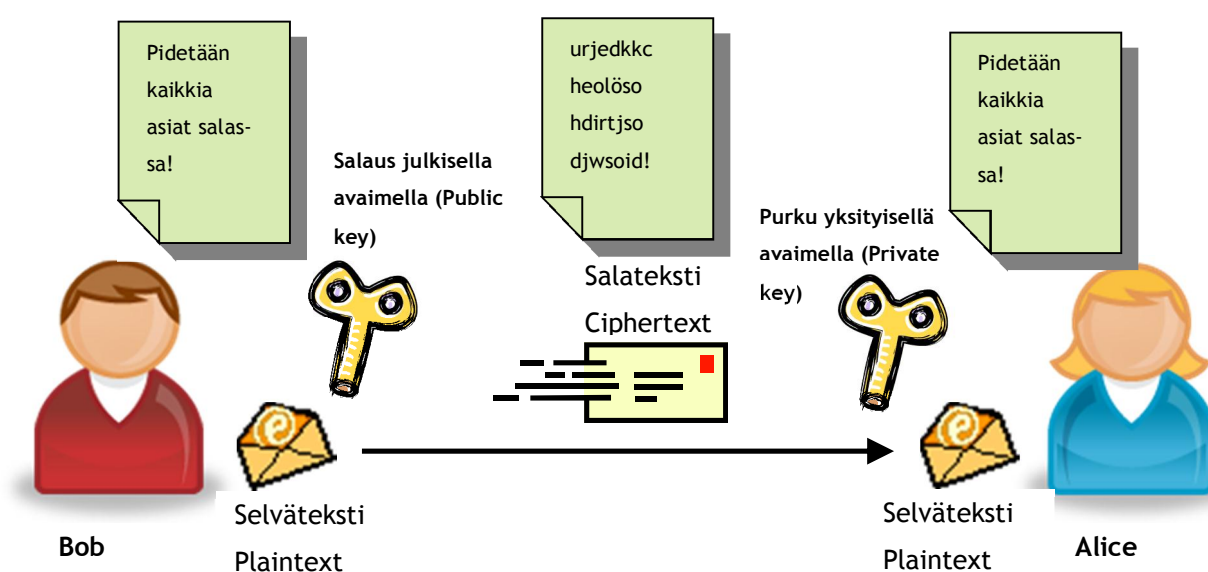 Pidetään
kaikkia
asiat salas-
sa!
Salaus julkisella
avaimella (Public
key)
urjedkkc
heolöso
hdirtjso
djwsoid!
Salateksti
Ciphertext
Purku yksityisellä
avaimella (Private
key)
Pidetään
kaikkia
asiat salas-
sa!
Bob
Selväteksti
Plaintext
Selväteksti
Plaintext
Alice